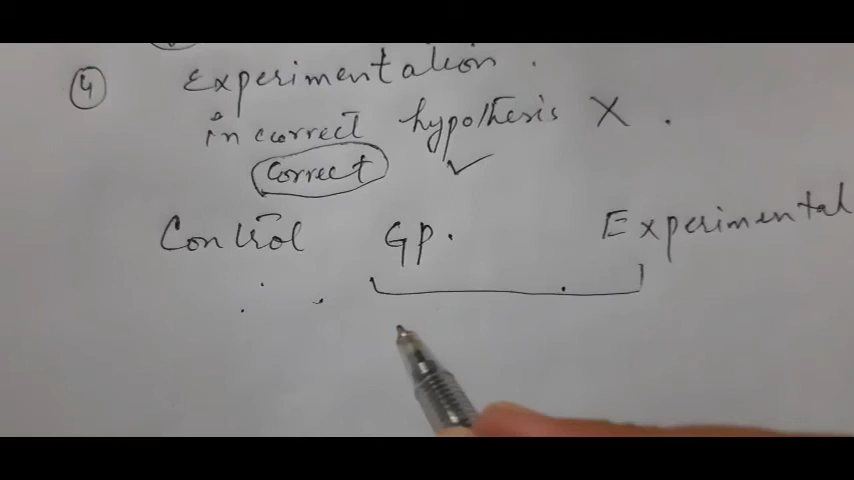 4 Experimentation.
incorrect hypothesis X.
Correct ✓
Control GP. Experimental